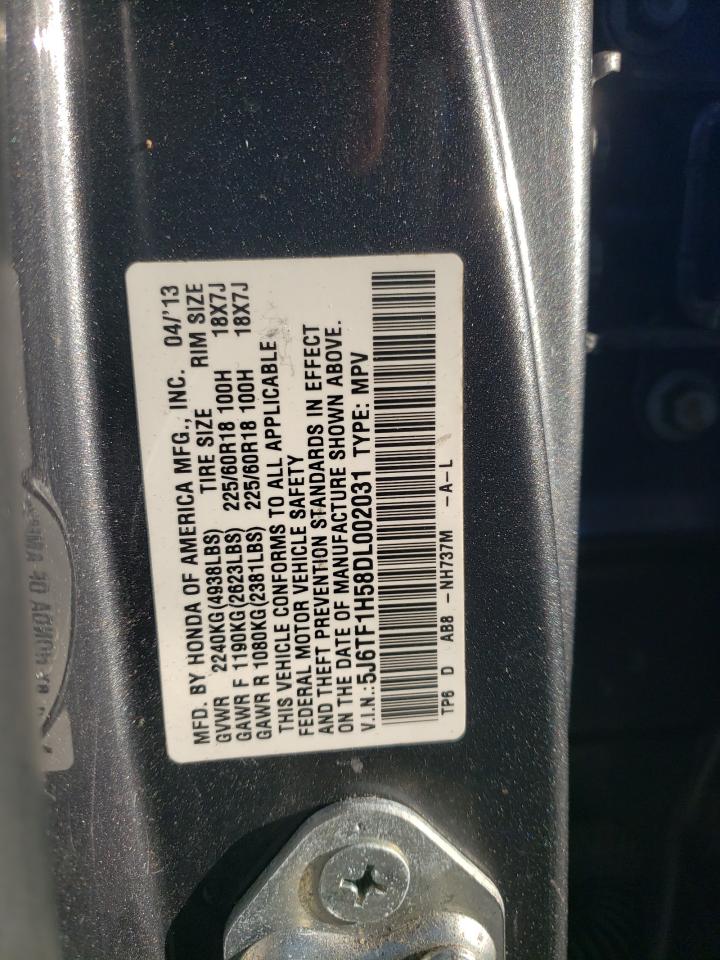 MFD. BY HONDA OF AMERICA MFG., INC. 04/'13
GVWR 2240KG(4938LBS) TIRE SIZE RIM SIZE
GAWR F 1190KG(2623LBS) 225/60R18 100H 18X7J
GAWR R 1080KG(2381LBS) 225/60R18 100H 18X7J
THIS VEHICLE CONFORMS TO ALL APPLICABLE
FEDERAL MOTOR VEHICLE SAFETY
AND THEFT PREVENTION STANDARDS IN EFFECT
ON THE DATE OF MANUFACTURE SHOWN ABOVE.
V.I.N.:5J6TF1H58DL002031 TYPE: MPV
TP6 D AB8 -NH737M -A-L